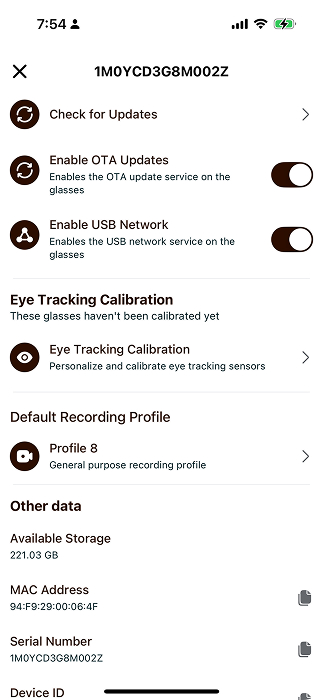 7:54
1M0YCD3G8M002Z
Check for Updates
Enable OTA Updates
Enables the OTA update service on the
glasses
Enable USB Network
Enables the USB network service on the
glasses
Eye Tracking Calibration
These glasses haven't been calibrated yet
Eye Tracking Calibration
Personalize and calibrate eye tracking sensors
Default Recording Profile
Profile 8
General purpose recording profile
Other data
Available Storage
221.03 GB
MAC Address
94:F9:29:00:06:4F
Serial Number
1M0YCD3G8M002Z
Device ID